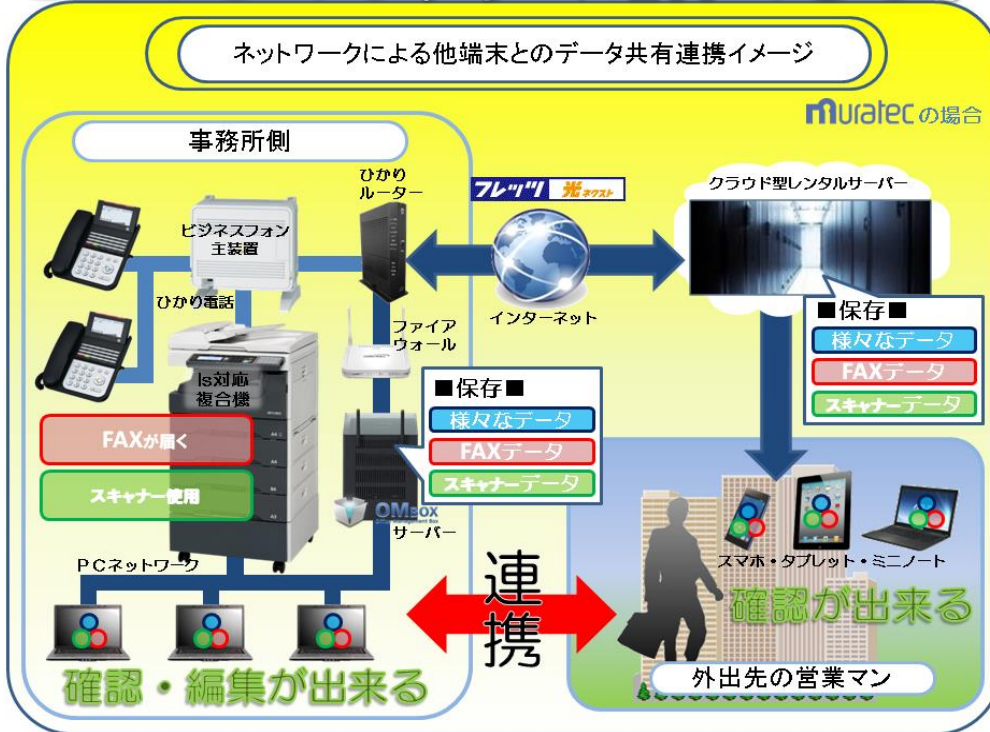 ネットワークによる他端末とのデータ共有連携イメージ
muratecの場合
事務所側
ひかり
ルーター
ビジネスフォン
主装置
フレッツ 光ネクスト
クラウド型レンタルサーバー
ひかり電話
インターネット
ファイア
ウォール
Is対応
複合機
■保存■
様々なデータ
FAXデータ
スキャナーデータ
■保存■
様々なデータ
FAXデータ
スキャナーデータ
FAXが届く
スキャナー使用
OMBOX
サーバー
PCネットワーク
連携
スマホ・タブレット・ミニノート
確認が出来る
確認・編集が出来る
外出先の営業マン